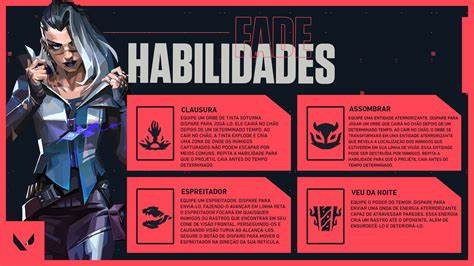 FADE
HABILIDADES
CLAUSURA
EQUIPE UM ORBE DE TINTA SOTURNA.
DISPARE PARA JOGÁ-LO. ELE CAIRÁ NO CHÃO
DEPOIS DE UM DETERMINADO TEMPO. AO
CAIR NO CHÃO, A TINTA EXPLODE E CRIA
UMA ZONA DE ONDE OS INIMIGOS
CAPTURADOS NÃO PODEM ESCAPAR POR
MEIOS COMUNS. REPITA A HABILIDADE PARA
QUE O PROJÉTIL CAIA ANTES DO TEMPO
DETERMINADO.
ASSOMBRAR
EQUIPE UMA ENTIDADE ATERRORIZANTE. DISPARE PARA
JOGAR UM ORBE QUE CAIRÁ NO CHÃO DEPOIS DE UM
DETERMINADO TEMPO. AO CAIR NO CHÃO, O ORBE SE
TRANSFORMARÁ EM UMA ENTIDADE ATERRORIZANTE
QUE REVELA A LOCALIZAÇÃO DOS INIMIGOS QUE
ESTIVEREM EM SUA LINHA DE VISÃO. ESSA ENTIDADE
PODE SER DESTRUÍDA POR INIMIGOS. REPITA A
HABILIDADE PARA QUE O PROJÉTIL CAIA ANTES DO TEMPO
DETERMINADO.
ESPREITADOR
EQUIPE UM ESPREITADOR. DISPARE PARA
ENVIÁ-LO, FAZENDO-O AVANÇAR EM LINHA RETA.
O ESPREITADOR FOCARÁ EM QUAISQUER
INIMIGOS OU RASTROS QUE ENCONTRAR EM SEU
CONE DE VISÃO FRONTAL, PERSEGUINDO-OS E
CAUSANDO VISÃO TURVA AO ALCANÇÁ-LOS.
SEGURE O BOTÃO DE DISPARO PARA MOVER O
ESPREITADOR NA DIREÇÃO DA SUA RETÍCULA.
VEU DA NOITE
EQUIPE O PODER DO TEMOR. DISPARE PARA
ENVIAR UMA ONDA DE ENERGIA ATERRORIZANTE
CAPAZ DE ATRAVESSAR PAREDES. ESSA ENERGIA CRIA
UM RASTRO ATÉ O OPONENTE, ALÉM DE
ENSURDECÊ-LO E DETERIORÁ-LO.